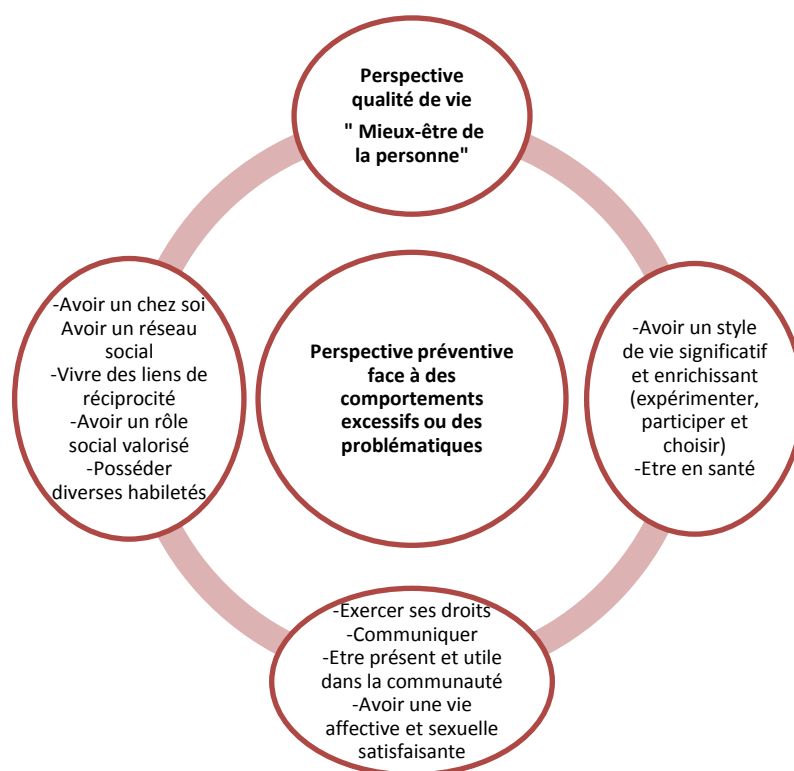 Perspective
qualité de vie
" Mieux-être de
la personne"
-Avoir un chez soi
Avoir un réseau
social
-Vivre des liens de
réciprocité
-Avoir un rôle
social valorisé
-Posséder
diverses habiletés
Perspective préventive
face à des
comportements
excessifs ou des
problématiques
-Avoir un style
de vie significatif
et enrichissant
(expérimenter,
participer et
choisir)
-Etre en santé
-Exercer ses droits
-Communiquer
-Etre présent et utile
dans la communauté
-Avoir une vie
affective et sexuelle
satisfaisante